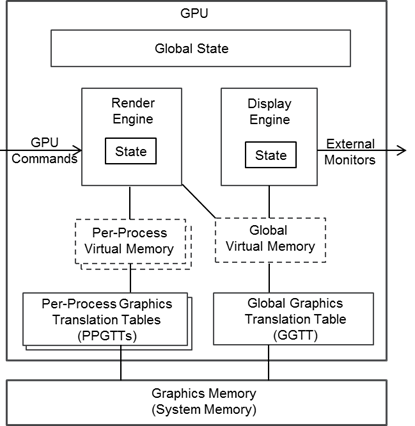 GPU
Global State
Render
Engine
State
Display
Engine
State
GPU
Commands
External
Monitors
Per-Process
Virtual Memory
Global
Virtual Memory
Per-Process Graphics
Translation Tables
(PPGTTs)
Global Graphics
Translation Table
(GGTT)
Graphics Memory
(System Memory)